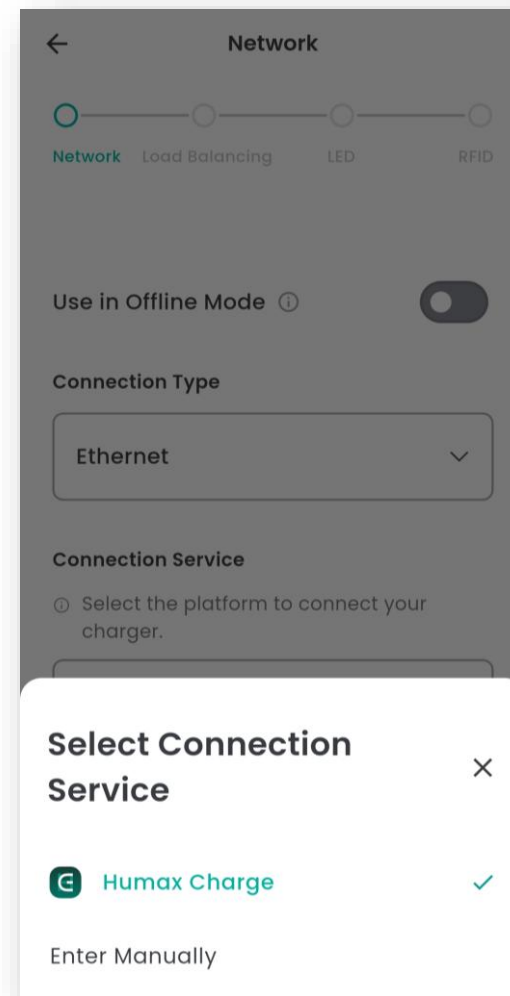 Network
Network Load Balancing LED RFID
Use in Offline Mode
Connection Type
Ethernet
Connection Service
Select the platform to connect your
charger.
Select Connection
Service
Humax Charge
Enter Manually